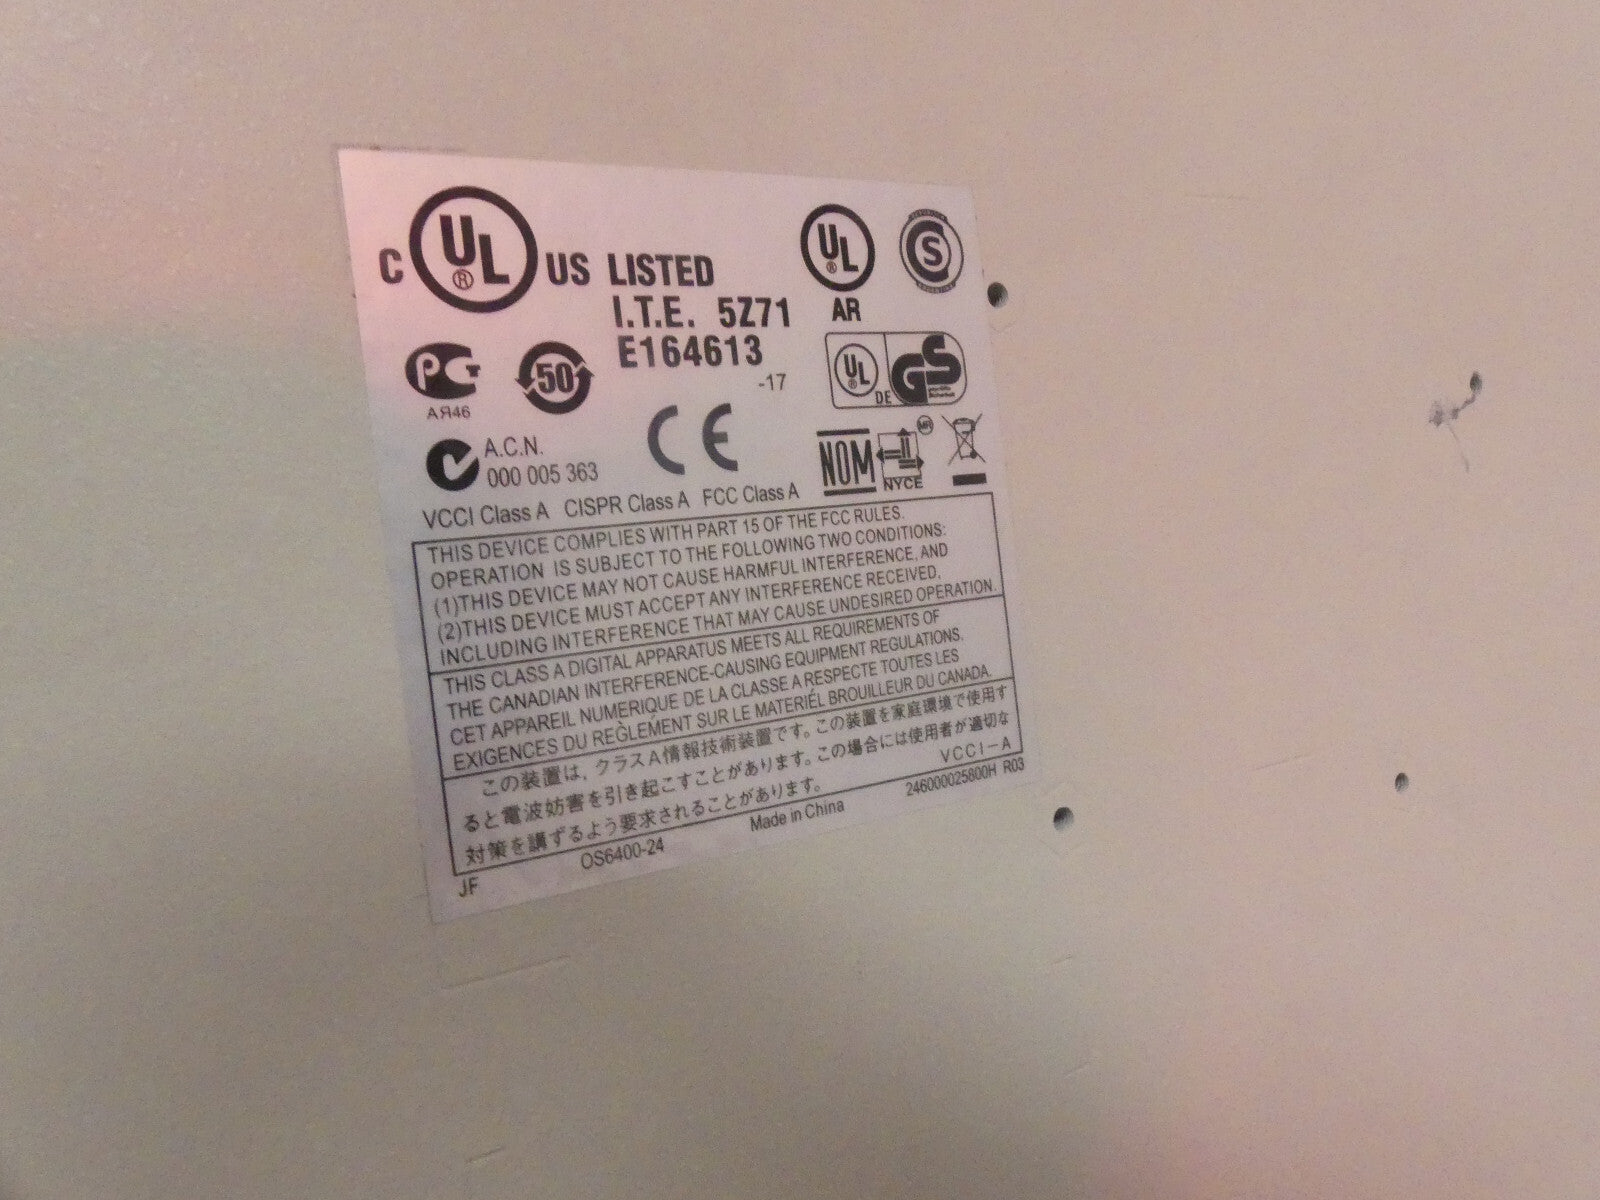 C UL ® US LISTED
I.T.E. 5Z71
E164613
-17
UL ®
AR
S
PC
АЯ46
50
UL ® DE GS
geprüfte Sicherheit
A.C.N.
000 005 363
CE
NOM
NYCE
MR
VCCI Class A CISPR Class A FCC Class A
THIS DEVICE COMPLIES WITH PART 15 OF THE FCC RULES.
OPERATION IS SUBJECT TO THE FOLLOWING TWO CONDITIONS:
(1)THIS DEVICE MAY NOT CAUSE HARMFUL INTERFERENCE, AND
(2)THIS DEVICE MUST ACCEPT ANY INTERFERENCE RECEIVED,
INCLUDING INTERFERENCE THAT MAY CAUSE UNDESIRED OPERATION.
THIS CLASS A DIGITAL APPARATUS MEETS ALL REQUIREMENTS OF
THE CANADIAN INTERFERENCE-CAUSING EQUIPMENT REGULATIONS.
CET APPAREIL NUMERIQUE DE LA CLASSE A RESPECTE TOUTES LES
EXIGENCES DU REGLEMENT SUR LE MATERIÉL BROUILLEUR DU CANADA.
この装置は、クラスA情報技術装置です。この装置を家庭環境で使用す
ると電波妨害を引き起こすことがあります。この場合には使用者が適切な
対策を講ずるよう要求されることがあります。
VCCI-A
JF OS6400-24 Made in China 246000025800H R03